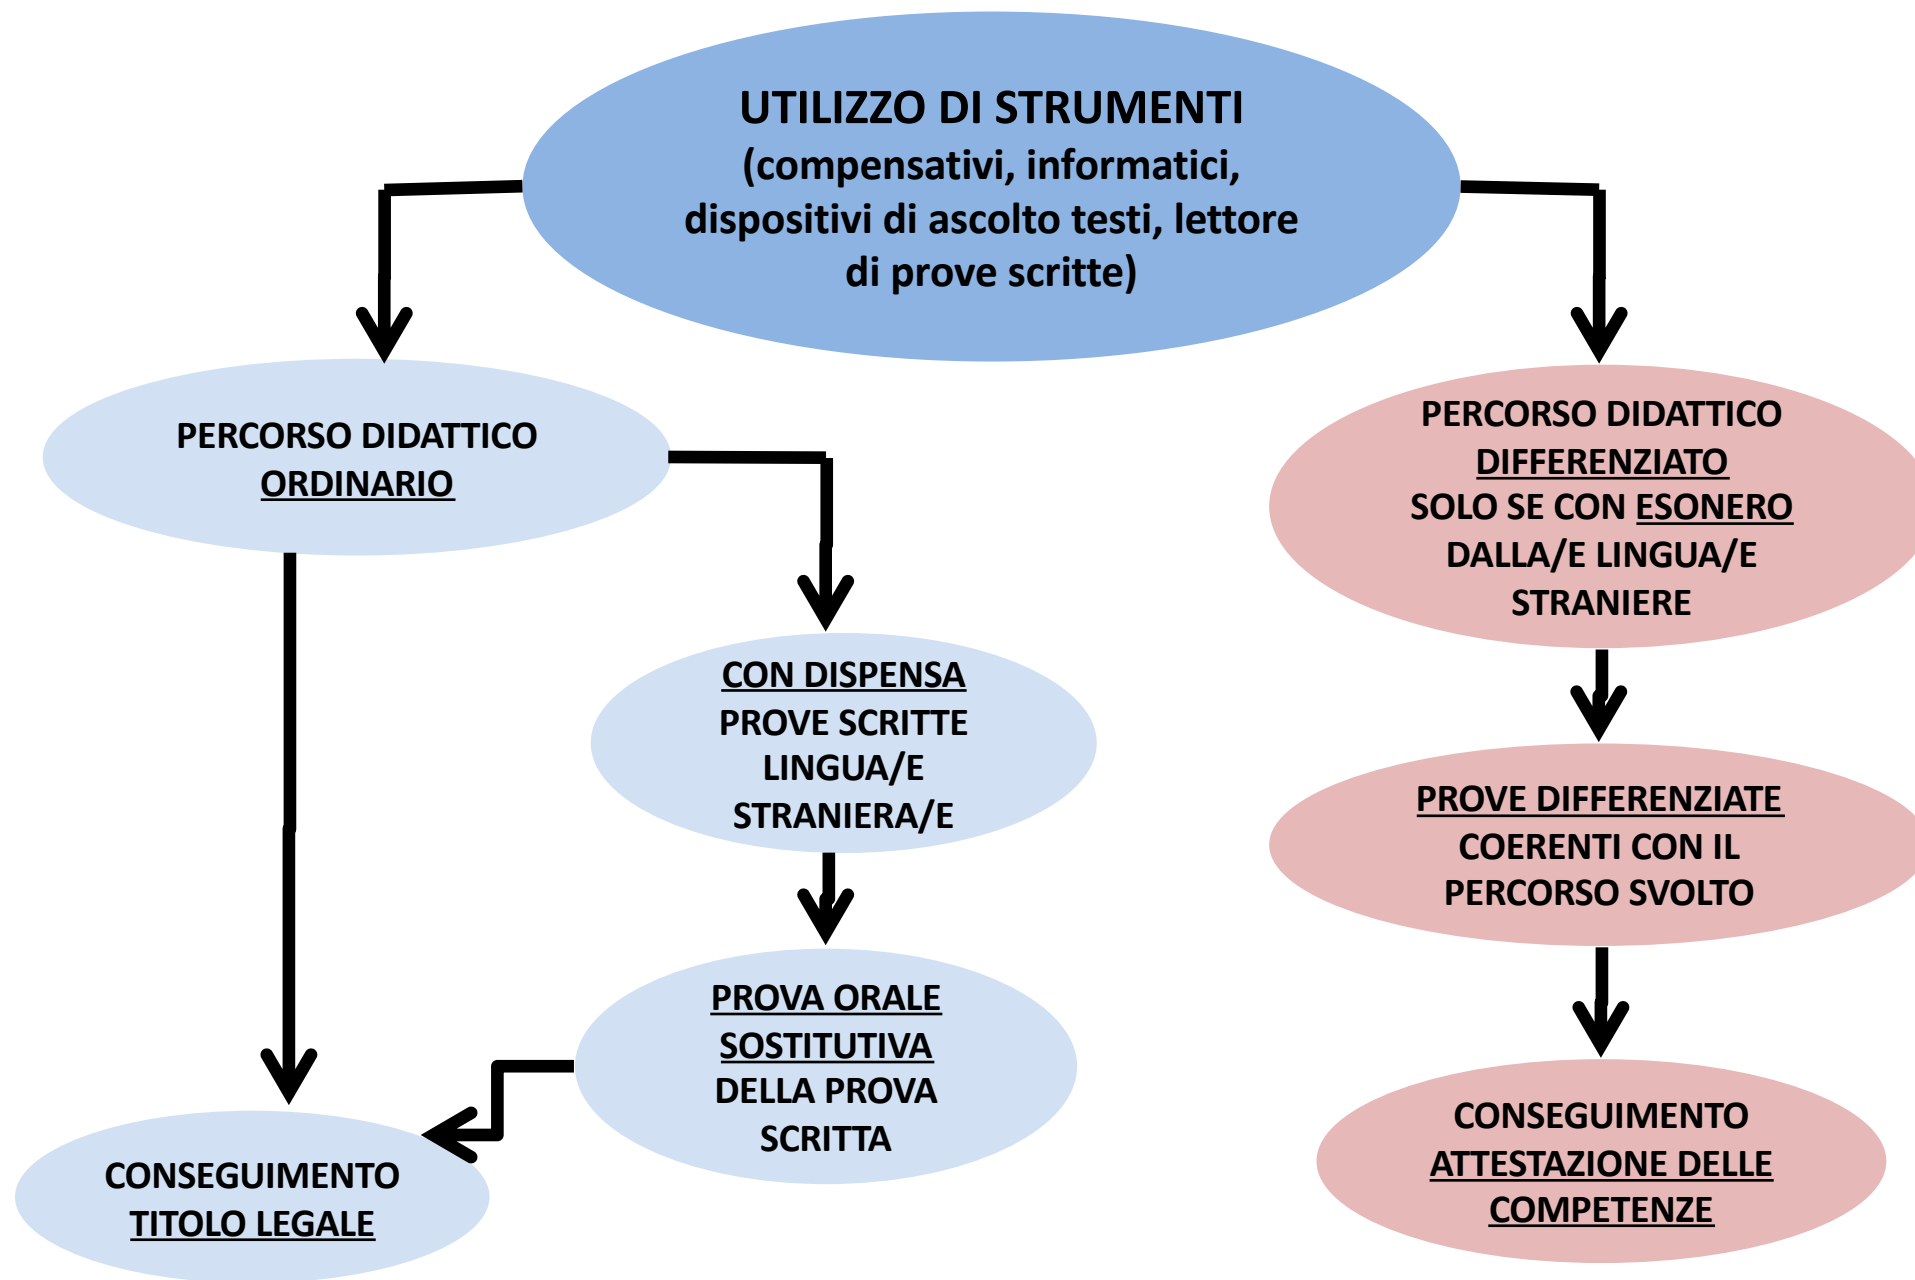 UTILIZZO DI STRUMENTI
(compensativi, informatici,
dispositivi di ascolto testi, lettore
di prove scritte)
PERCORSO DIDATTICO
ORDINARIO
PERCORSO DIDATTICO
DIFFERENZIATO
SOLO SE CON ESONERO
DALLA/E LINGUA/E
STRANIERE
CON DISPENSA
PROVE SCRITTE
LINGUA/E
STRANIERA/E
PROVE DIFFERENZIATE
COERENTI CON IL
PERCORSO SVOLTO
PROVA ORALE
SOSTITUTIVA
DELLA PROVA
SCRITTA
CONSEGUIMENTO
TITOLO LEGALE
CONSEGUIMENTO
ATTESTAZIONE DELLE
COMPETENZE